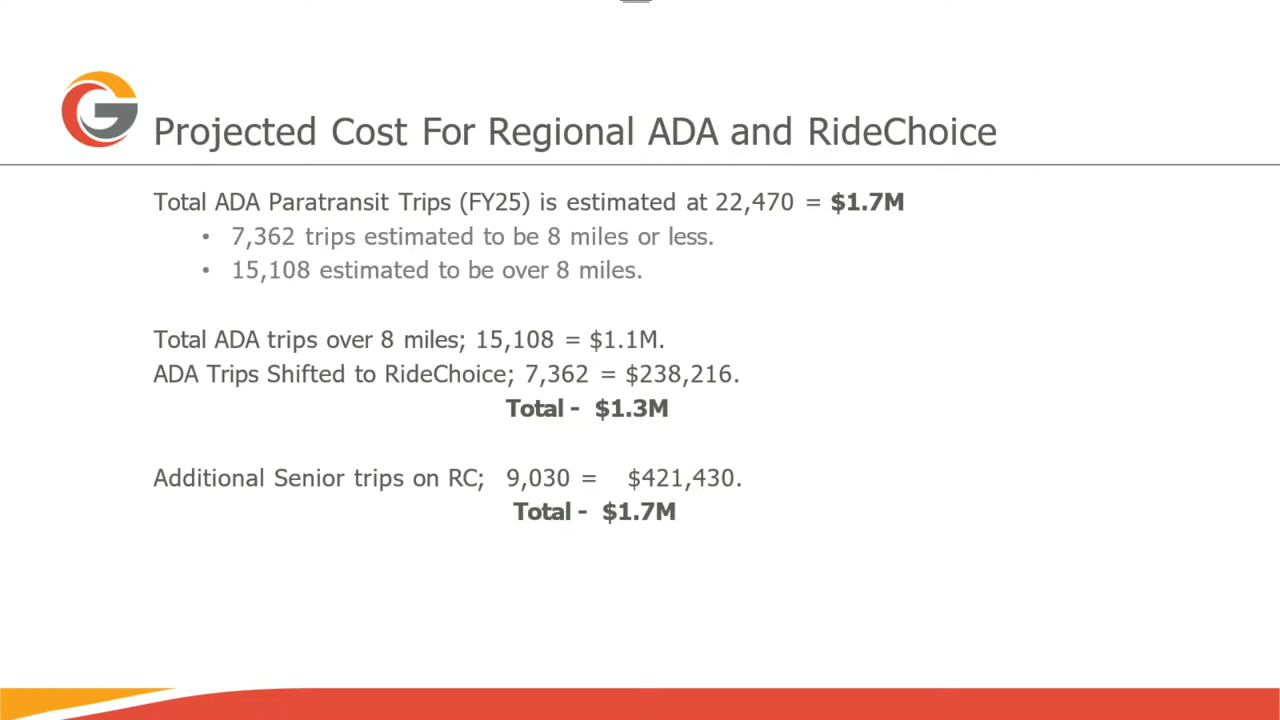 G
Projected Cost For Regional ADA and RideChoice
Total ADA Paratransit Trips (FY25) is estimated at 22,470 = $1.7M
• 7,362 trips estimated to be 8 miles or less.
• 15,108 estimated to be over 8 miles.
Total ADA trips over 8 miles; 15,108 = $1.1M.
ADA Trips Shifted to RideChoice; 7,362 = $238,216.
Total - $1.3M
Additional Senior trips on RC; 9,030 = $421,430.
Total - $1.7M